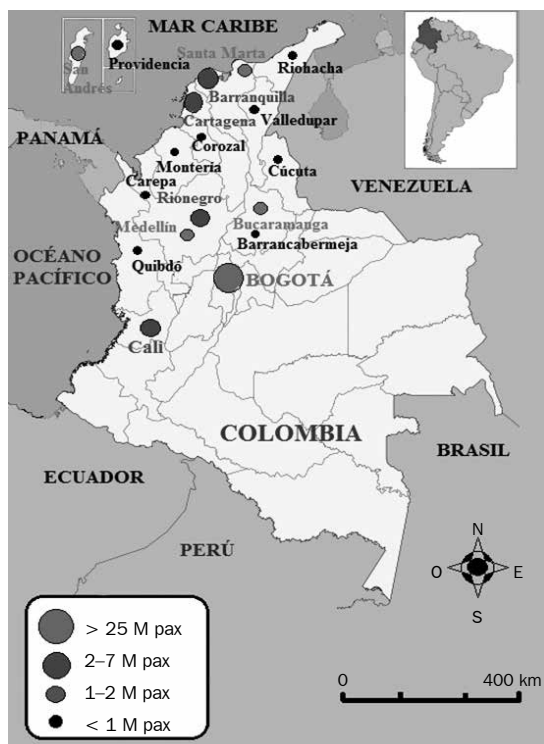 MAR CARIBE
San
Andrés
Providencia
Santa Marta
Riohacha
Barranquilla
Cartagena
Valledupar
PANAMÁ
Corozal
Montería
Cúcuta
Carepa
VENEZUELA
Rionegro
Medellín
Bucaramanga
Barrancabermeja
OCÉANO
PACÍFICO
Quibdó
BOGOTÁ
Cali
COLOMBIA
BRASIL
ECUADOR
PERÚ
N
O
E
S
> 25 M pax
2–7 M pax
1–2 M pax
< 1 M pax
0
400 km